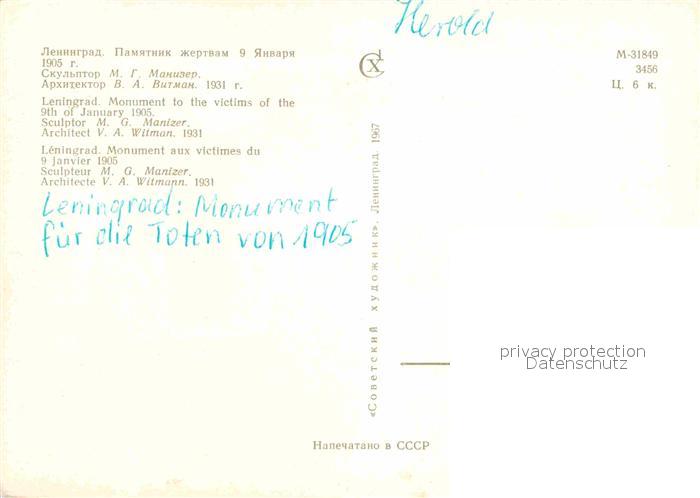 Herold
Ленинград. Памятник жертвам 9 Января
1905 г.
Скульптор М. Г. Манизер.
Архитектор В. А. Витман. 1931 г.
Leningrad. Monument to the victims of the
9th of January 1905.
Sculptor M. G. Manizer.
Architect V. A. Witman. 1931
Léningrad. Monument aux victimes du
9 janvier 1905
Sculpteur M. G. Manizer.
Architecte V. A. Witmann. 1931
Leningrad: Monument
für die Toten von 1905
СХ
«Советский художник». Ленинград 1967
М-31849
3456
Ц. 6 к.
privacy protection
Datenschutz
Напечатано в СССР